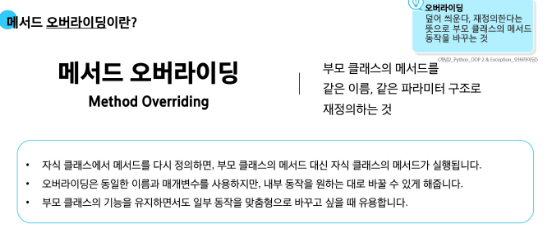 메서드 오버라이딩이란?
오버라이딩
덮어 씌운다, 재정의한다는
뜻으로 부모 클래스의 메서드
동작을 바꾸는 것
메서드 오버라이딩
Method Overriding
부모 클래스의 메서드를
같은 이름, 같은 파라미터 구조로
재정의하는 것
• 자식 클래스에서 메서드를 다시 정의하면, 부모 클래스의 메서드 대신 자식 클래스의 메서드가 실행됩니다.
• 오버라이딩은 동일한 이름과 매개변수를 사용하지만, 내부 동작을 원하는 대로 바꿀 수 있게 해줍니다.
• 부모 클래스의 기능을 유지하면서도 일부 동작을 맞춤형으로 바꾸고 싶을 때 유용합니다.